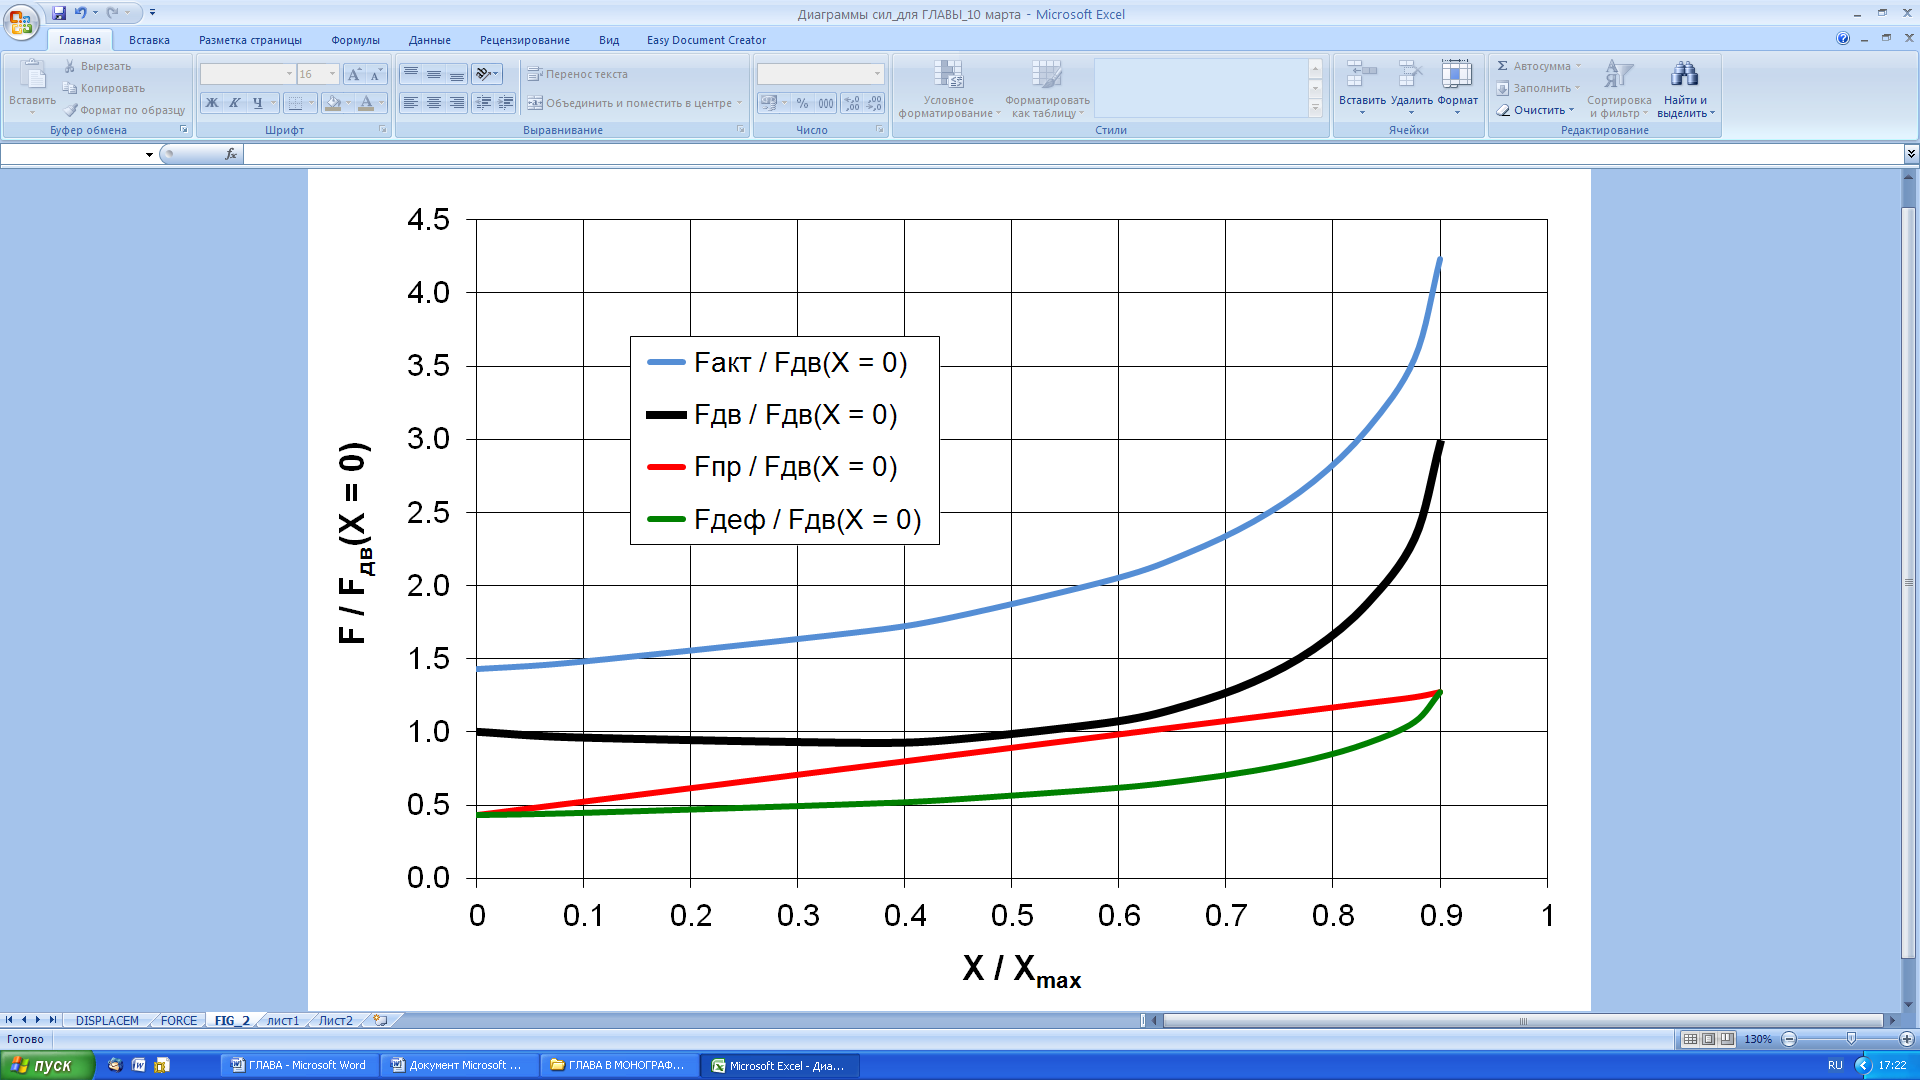 Диаграммы сил_для ГЛАВЫ_10 марта - Microsoft Excel
Главная Вставка Разметка страницы Формулы Данные Рецензирование Вид Easy Document Creator
Вставить
Вырезать
Копировать
Формат по образцу
Буфер обмена
16
Ж К Ч
Шрифт
Перенос текста
Объединить и поместить в центре
Выравнивание
% 000
Число
Условное форматирование
Форматировать как таблицу
Стили
Вставить Удалить Формат
Ячейки
Σ Автосумма
Заполнить
Очистить
Сортировка и фильтр
Найти и выделить
Редактирование
fx
4.5
4.0
3.5
3.0
2.5
2.0
1.5
1.0
0.5
0.0
F / Fдв(X = 0)
Fакт / Fдв(X = 0)
Fдв / Fдв(X = 0)
Fпр / Fдв(X = 0)
Fдеф / Fдв(X = 0)
0 0.1 0.2 0.3 0.4 0.5 0.6 0.7 0.8 0.9 1
X / Xmax
DISPLACEM FORCE FIG_2 лист1 Лист2
Готово
130%
пуск
ГЛАВА - Microsoft Word
Документ Microsoft ...
ГЛАВА В МОНОГРАФ...
Microsoft Excel - Диа...
RU
17:22